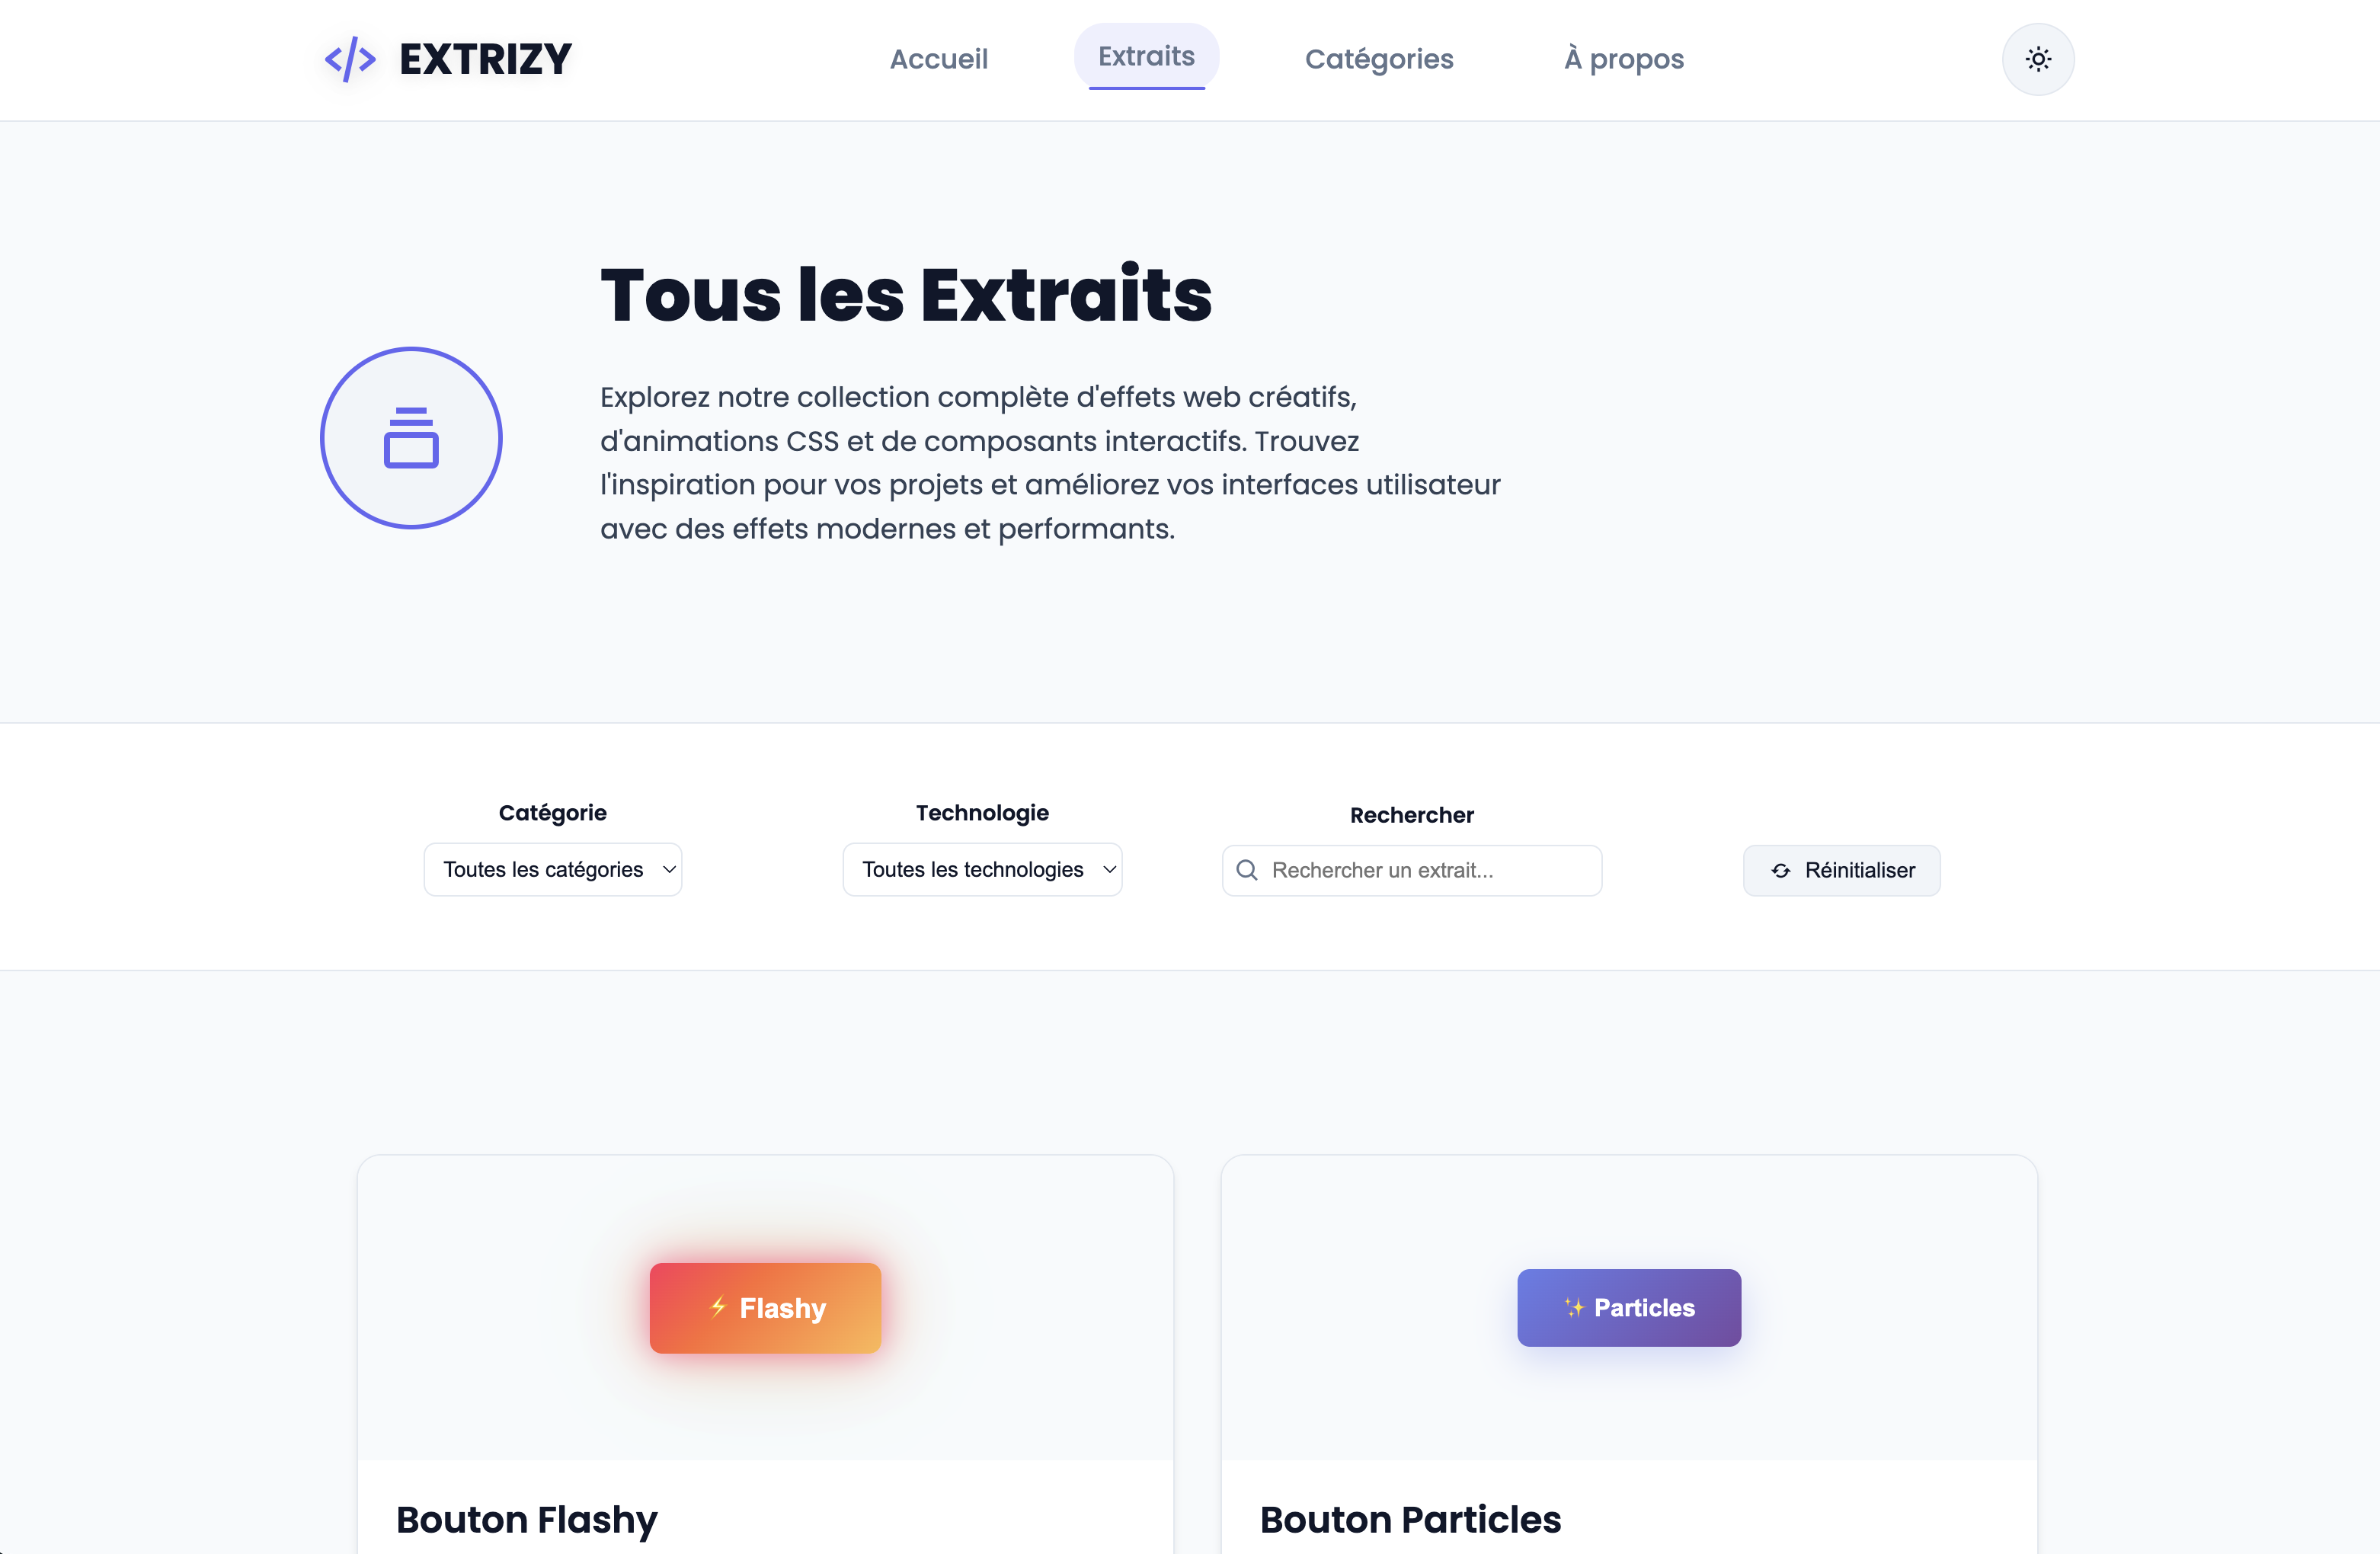 EXTRIZY
Accueil
Extraits
Catégories
À propos
Tous les Extraits
Explorez notre collection complète d'effets web créatifs,
d'animations CSS et de composants interactifs. Trouvez
l'inspiration pour vos projets et améliorez vos interfaces utilisateur
avec des effets modernes et performants.
Catégorie
Toutes les catégories
Technologie
Toutes les technologies
Rechercher
Rechercher un extrait...
Réinitialiser
⚡ Flashy
✨ Particles
Bouton Flashy
Bouton Particles